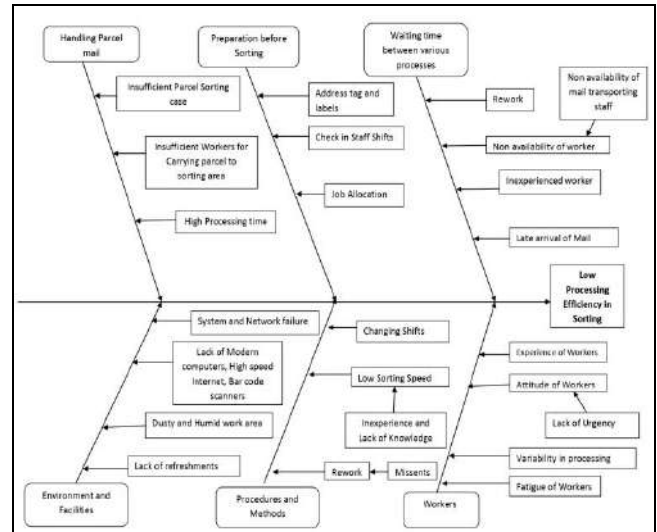 Handling Parcel
mail
Preparation before
Sorting
Waiting time
between various
processes
Insufficient Parcel Sorting
case
Insufficient Workers for
Carrying parcel to
sorting area
High Processing time
Address tag and
labels
Check in Staff Shifts
Job Allocation
Rework
Non availability of
mail transporting
staff
Non availability of worker
Inexperienced worker
Late arrival of Mail
Low
Processing
Efficiency in
Sorting
System and Network failure
Lack of Modern
computers, High speed
Internet, Bar code
scanners
Dusty and Humid work area
Lack of refreshments
Environment and
Facilities
Changing Shifts
Low Sorting Speed
Inexperience and
Lack of Knowledge
Rework
Missents
Procedures and
Methods
Experience of Workers
Attitude of Workers
Lack of Urgency
Variability in processing
Fatigue of Workers
Workers